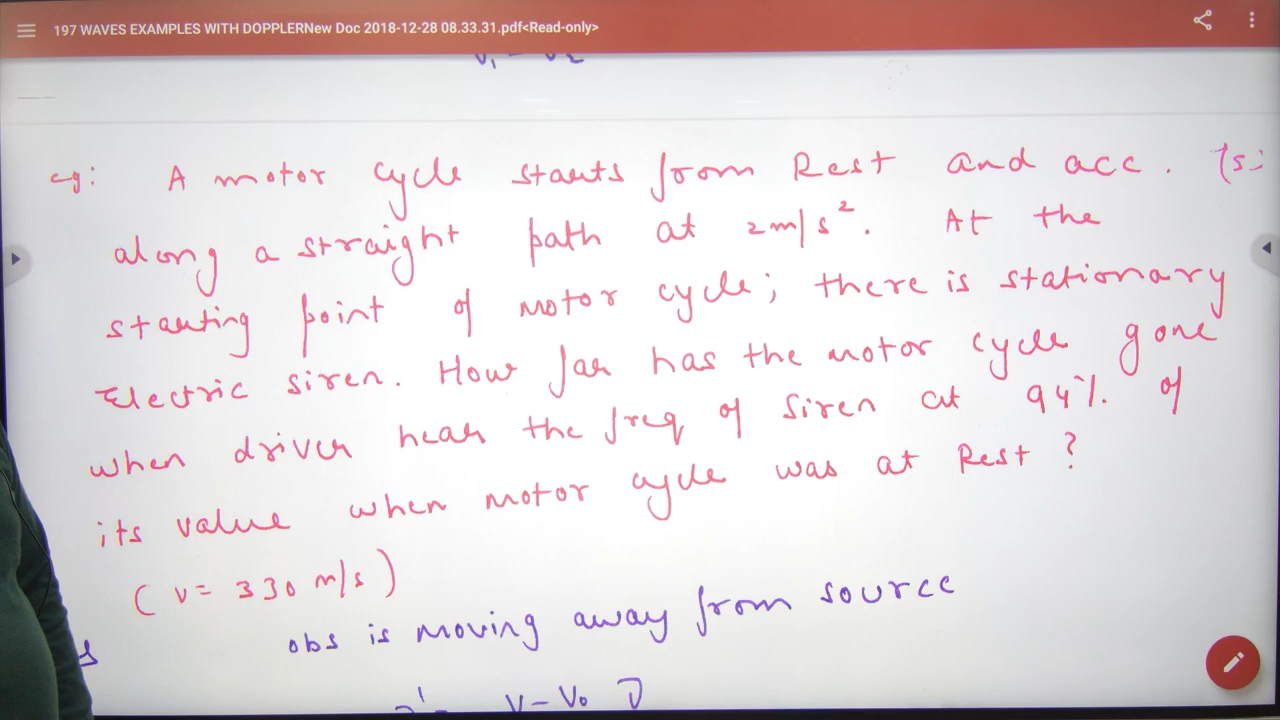 197 WAVES EXAMPLES WITH DOPPLERNew Doc 2018-12-28 08.33.31.pdf<Read-only>
eg: A motor cycle starts from Rest and acc.
along a straight path at 2m/s². At the
starting point of motor cycle; there is stationary
Electric siren. How far has the motor cycle gone
when driver hears the freq of siren at 94% of
its value when motor cycle was at Rest?
(v= 330 m/s)
obs is moving away from source
V - V₀